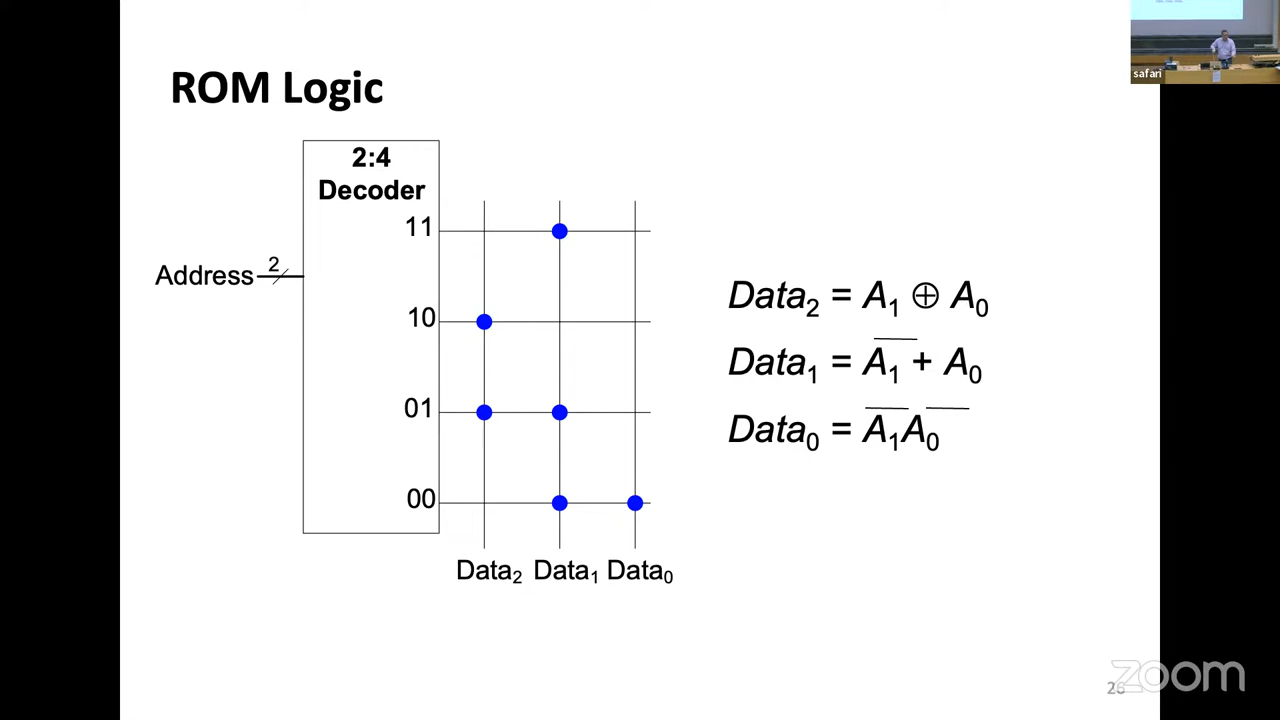 safari
ROM Logic
2:4
Decoder
11
Address
2
10
01
00
Data₂ Data₁ Data₀
Data₂ = A₁ ⊕ A₀
Data₁ = A̅₁ + A₀
Data₀ = A̅₁A̅₀
zoom
26